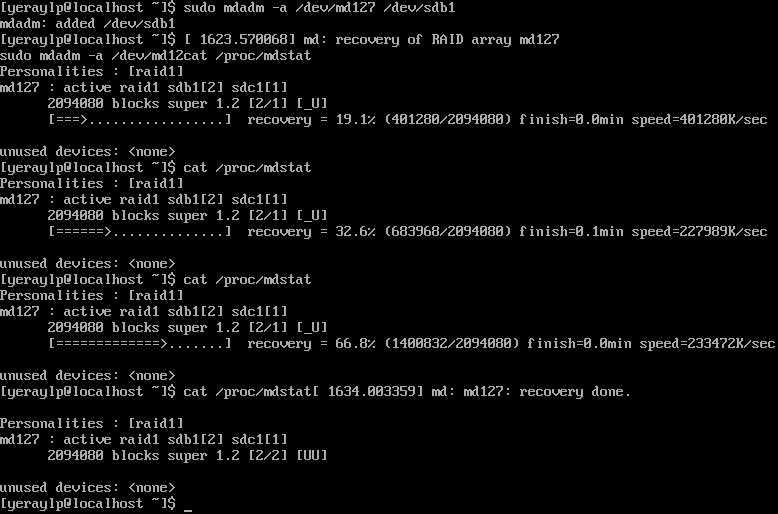 [yeraylp@localhost ~]$ sudo mdadm -a /dev/md127 /dev/sdb1
mdadm: added /dev/sdb1
[yeraylp@localhost ~]$ [ 1623.570068] md: recovery of RAID array md127
sudo mdadm -a /dev/md12cat /proc/mdstat
Personalities : [raid1]
md127 : active raid1 sdb1[2] sdc1[1]
2094080 blocks super 1.2 [2/1] [_U]
[===>.................] recovery = 19.1% (401280/2094080) finish=0.0min speed=401280K/sec
unused devices: <none>
[yeraylp@localhost ~]$ cat /proc/mdstat
Personalities : [raid1]
md127 : active raid1 sdb1[2] sdc1[1]
2094080 blocks super 1.2 [2/1] [_U]
[======>..............] recovery = 32.6% (683968/2094080) finish=0.1min speed=227989K/sec
unused devices: <none>
[yeraylp@localhost ~]$ cat /proc/mdstat
Personalities : [raid1]
md127 : active raid1 sdb1[2] sdc1[1]
2094080 blocks super 1.2 [2/1] [_U]
[=============>.......] recovery = 66.8% (1400832/2094080) finish=0.0min speed=233472K/sec
unused devices: <none>
[yeraylp@localhost ~]$ cat /proc/mdstat[ 1634.003359] md: md127: recovery done.
Personalities : [raid1]
md127 : active raid1 sdb1[2] sdc1[1]
2094080 blocks super 1.2 [2/2] [UU]
unused devices: <none>
[yeraylp@localhost ~]$ _